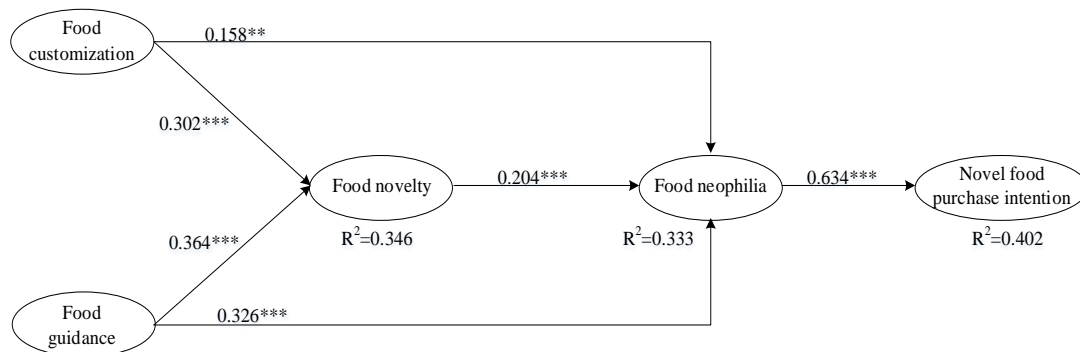 Food
customization
0.158**
0.302***
Food novelty
0.204***
Food neophilia
0.634***
Novel food
purchase intention
R²=0.346
R²=0.333
R²=0.402
0.364***
Food
guidance
0.326***